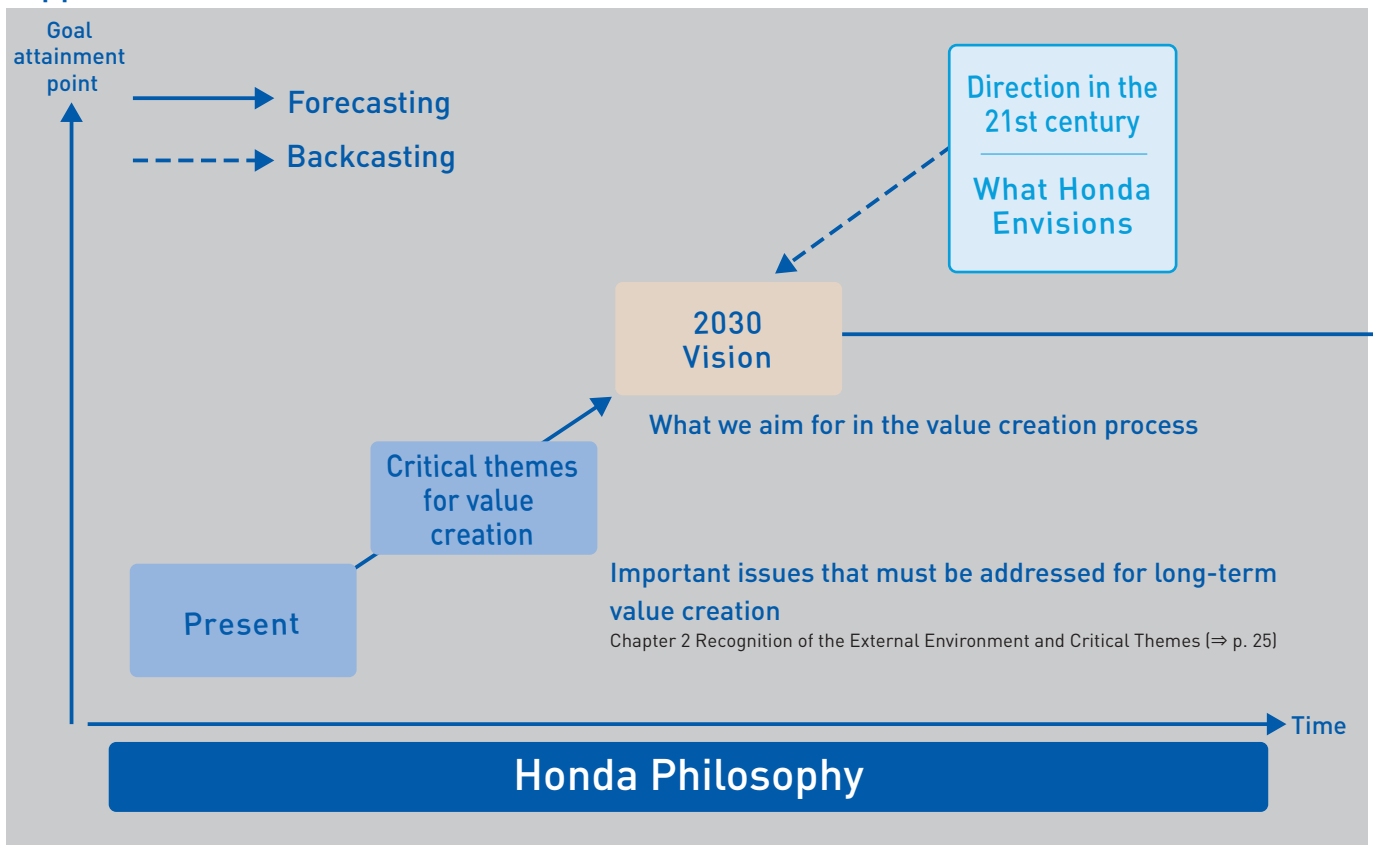 Goal
attainment
point
Forecasting
Backcasting
Direction in the
21st century
What Honda
Envisions
2030
Vision
What we aim for in the value creation process
Critical themes
for value
creation
Important issues that must be addressed for long-term
value creation
Chapter 2 Recognition of the External Environment and Critical Themes (⇒ p. 25)
Present
Time
Honda Philosophy